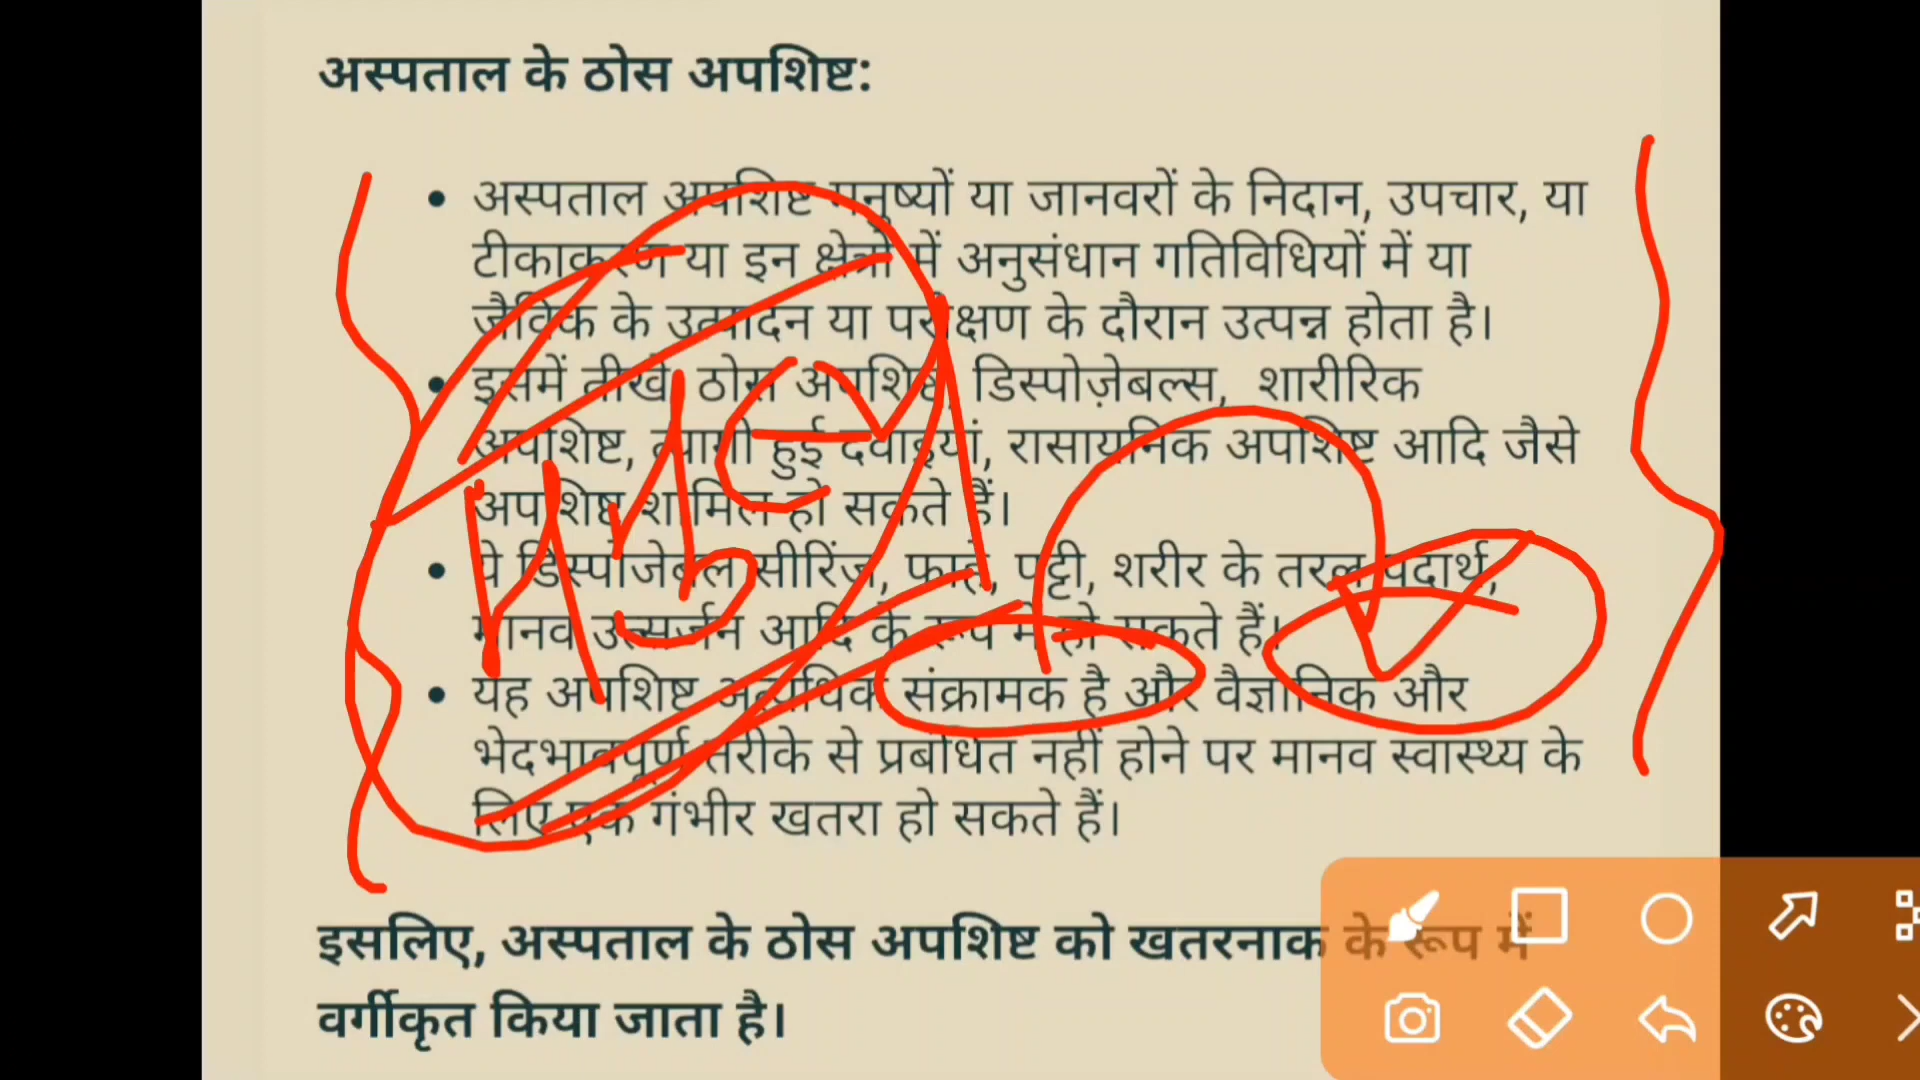 अस्पताल के ठोस अपशिष्ट:
• अस्पताल अपशिष्ट मनुष्यों या जानवरों के निदान, उपचार, या
टीकाकरण या इन क्षेत्रों में अनुसंधान गतिविधियों में या
जैविक के उत्पादन या परीक्षण के दौरान उत्पन्न होता है।
• इसमें तीखे, ठोस अपशिष्ट, डिस्पोज़ेबल्स, शारीरिक
अपशिष्ट, त्यागी हुई दवाइयां, रासायनिक अपशिष्ट आदि जैसे
अपशिष्ट शामिल हो सकते हैं।
• ये डिस्पोजेबल सीरिंज, फाहे, पट्टी, शरीर के तरल पदार्थ,
मानव उत्सर्जन आदि के रूप में हो सकते हैं।
• यह अपशिष्ट अत्यधिक संक्रामक है और वैज्ञानिक और
भेदभावपूर्ण तरीके से प्रबंधित नहीं होने पर मानव स्वास्थ्य के
लिए एक गंभीर खतरा हो सकते हैं।
इसलिए, अस्पताल के ठोस अपशिष्ट को खतरनाक के रूप में
वर्गीकृत किया जाता है।